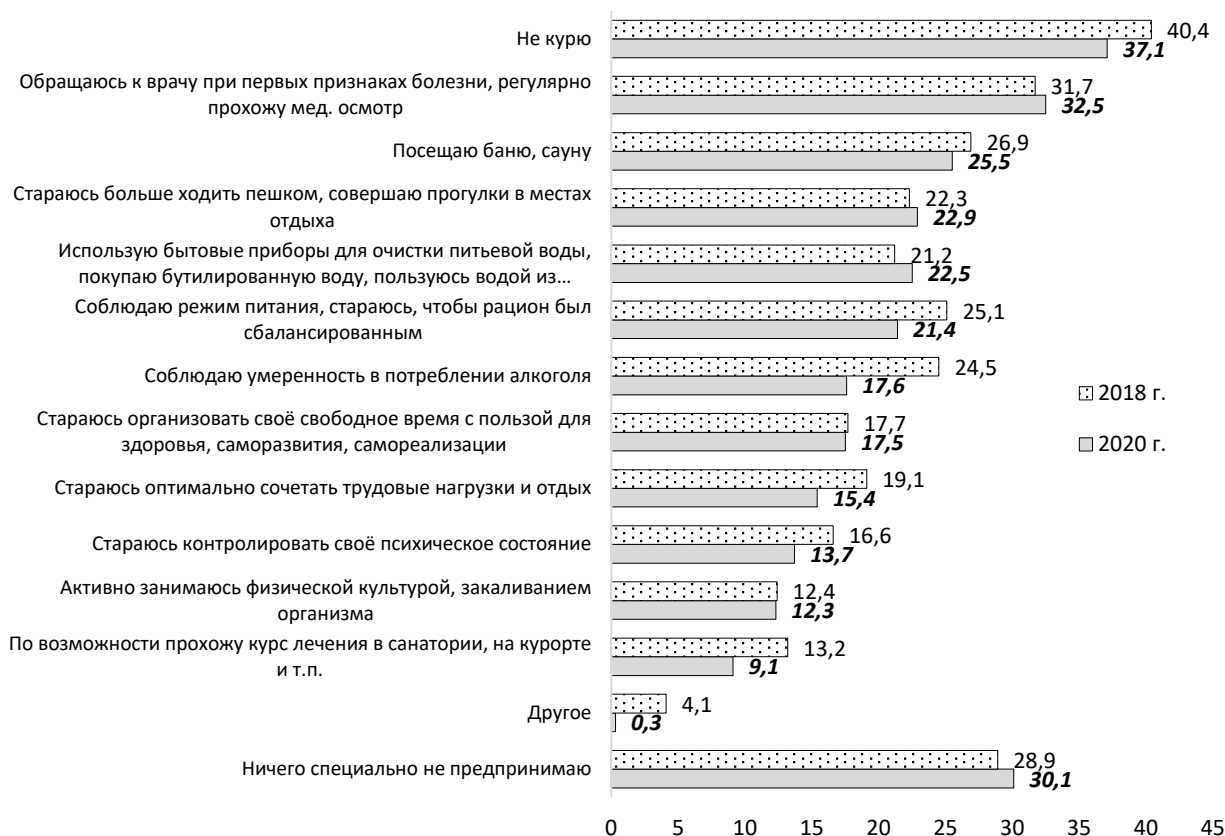 Не курю
40,4
37,1
Обращаюсь к врачу при первых признаках болезни, регулярно
прохожу мед. осмотр
31,7
32,5
Посещаю баню, сауну
26,9
25,5
Стараюсь больше ходить пешком, совершаю прогулки в местах
отдыха
22,3
22,9
Использую бытовые приборы для очистки питьевой воды,
покупаю бутилированную воду, пользуюсь водой из…
21,2
22,5
Соблюдаю режим питания, стараюсь, чтобы рацион был
сбалансированным
25,1
21,4
Соблюдаю умеренность в потреблении алкоголя
24,5
17,6
Стараюсь организовать своё свободное время с пользой для
здоровья, саморазвития, самореализации
17,7
17,5
Стараюсь оптимально сочетать трудовые нагрузки и отдых
19,1
15,4
Стараюсь контролировать своё психическое состояние
16,6
13,7
Активно занимаюсь физической культурой, закаливанием
организма
12,4
12,3
По возможности прохожу курс лечения в санатории, на курорте
и т.п.
13,2
9,1
Другое
4,1
0,3
Ничего специально не предпринимаю
28,9
30,1
2018 г.
2020 г.
0 5 10 15 20 25 30 35 40 45